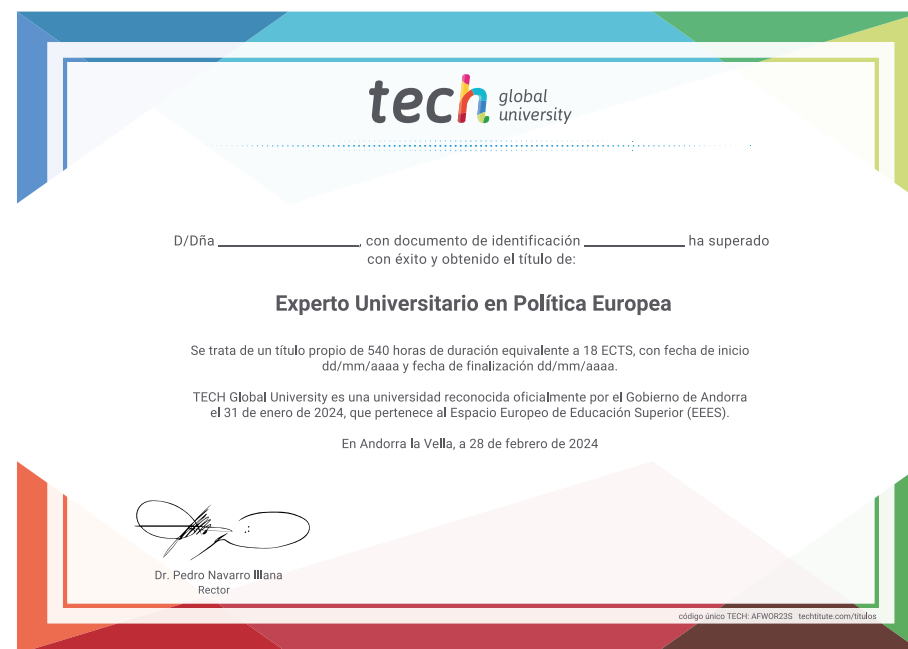 tech global university
D/Dña ____________________, con documento de identificación ______________ ha superado
con éxito y obtenido el título de:
Experto Universitario en Política Europea
Se trata de un título propio de 540 horas de duración equivalente a 18 ECTS, con fecha de inicio
dd/mm/aaaa y fecha de finalización dd/mm/aaaa.
TECH Global University es una universidad reconocida oficialmente por el Gobierno de Andorra
el 31 de enero de 2024, que pertenece al Espacio Europeo de Educación Superior (EEES).
En Andorra la Vella, a 28 de febrero de 2024
Dr. Pedro Navarro Illana
Rector
código único TECH: AFWOR23S techtitute.com/titulos